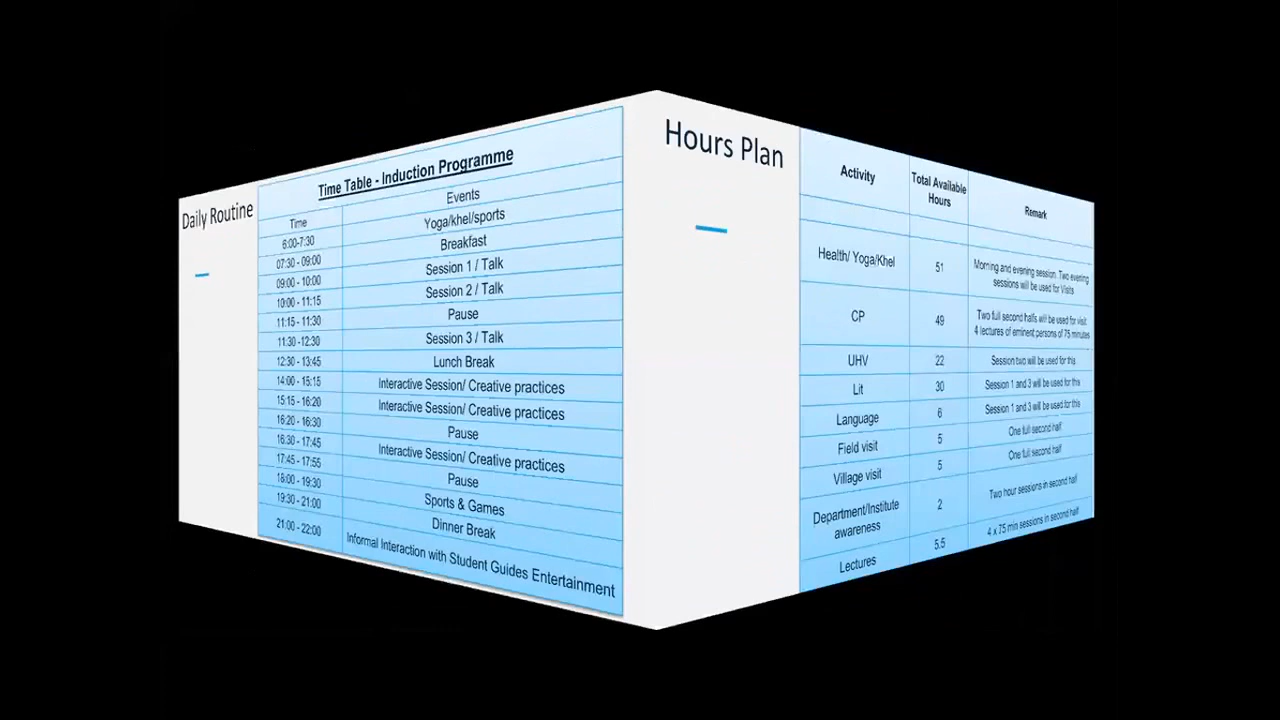 Daily Routine
Time Table - Induction Programme
Time Events
6:00-7:30 Yoga/khel/sports
07:30 - 09:00 Breakfast
09:00 - 10:00 Session 1 / Talk
10:00 - 11:15 Session 2 / Talk
11:15 - 11:30 Pause
11:30 -12:30 Session 3 / Talk
12:30 - 13:45 Lunch Break
14:00 - 15:15 Interactive Session/ Creative practices
15:15 - 16:20 Interactive Session/ Creative practices
16:20 - 16:30 Pause
16.30 - 17:45 Interactive Session/ Creative practices
17:45 - 17:55 Pause
18:00 - 19:30 Sports & Games
19:30 - 21:00 Dinner Break
21:00 - 22:00 Informal Interaction with Student Guides Entertainment
Hours Plan
Activity Total Available Hours Remark
Health/ Yoga/Khel 51 Morning and evening session. Two evening sessions will be used for Visits
CP 49 Two full second halfs will be used for visit 4 lectures of eminent persons of 75 minutes
UHV 22 Session two will be used for this
Lit 30 Session 1 and 3 will be used for this
Language 6 Session 1 and 3 will be used for this
Field visit 5 One full second half
Village visit 5 One full second half
Department/Institute awareness 2 Two hour sessions in second half
Lectures 5.5 4 x 75 min sessions in second half